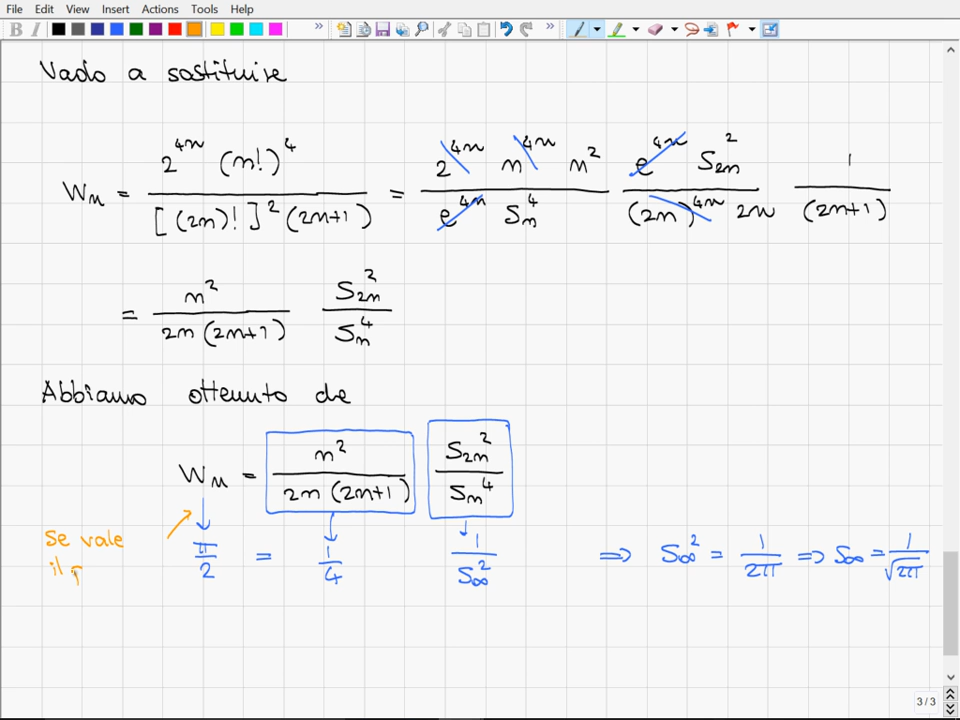 File Edit View Insert Actions Tools Help
B I
Vado a sostituire
W_n = 2^{4n} (n!)^4 / [(2n)!]^2 (2n+1) = 2^{4n} n^{4n} n^2 / e^{4n} S_n^4 · e^{4n} S_{2n}^2 / (2n)^{4n} 2n · 1 / (2n+1)
= n^2 / 2n (2n+1) · S_{2n}^2 / S_n^4
Abbiamo ottenuto che
W_n = n^2 / 2n (2n+1) · S_{2n}^2 / S_n^4
↓ ↓ ↓
Se vale
il
π/2 = 1/4 · 1/S_∞^2 ⇒ S_∞^2 = 1/2π ⇒ S_∞ = 1/√2π
3 / 3